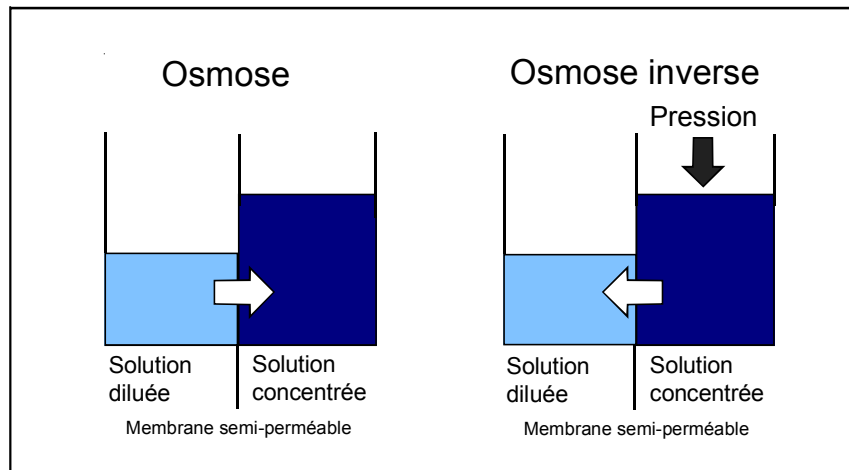 Osmose
Solution
diluée
Solution
concentrée
Membrane semi-perméable
Osmose inverse
Pression
Solution
diluée
Solution
concentrée
Membrane semi-perméable